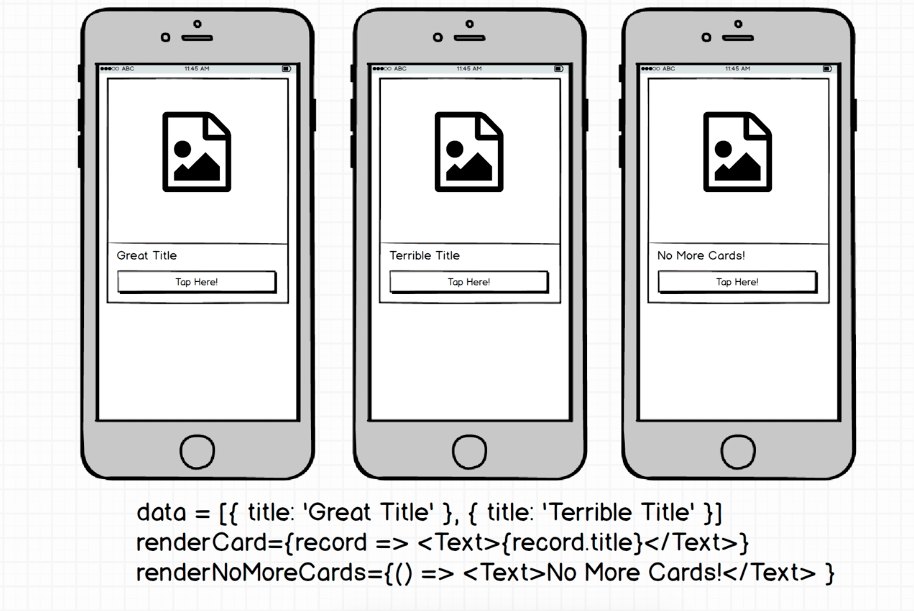 ABC 11:45 AM
Great Title
Tap Here!
ABC 11:45 AM
Terrible Title
Tap Here!
ABC 11:45 AM
No More Cards!
Tap Here!
data = [{ title: 'Great Title' }, { title: 'Terrible Title' }]
renderCard={record => <Text>{record.title}</Text>}
renderNoMoreCards={() => <Text>No More Cards!</Text> }